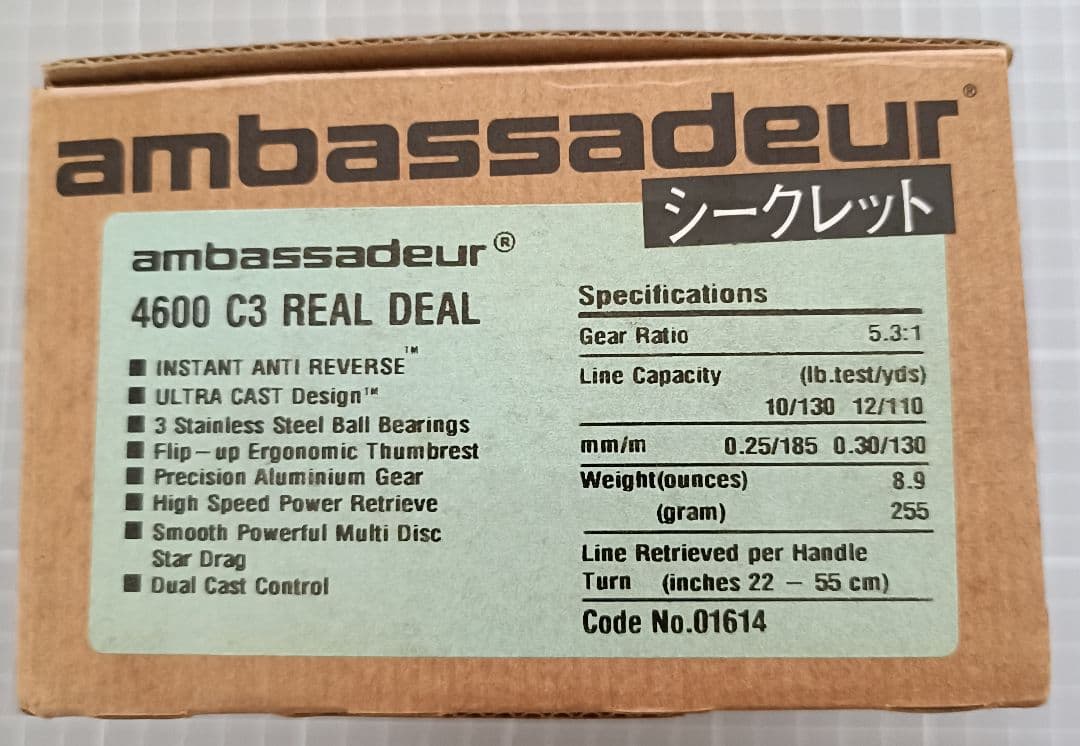 ambassadeur®
シークレット
ambassadeur®
4600 C3 REAL DEAL
■ INSTANT ANTI REVERSE™
■ ULTRA CAST Design™
■ 3 Stainless Steel Ball Bearings
■ Flip-up Ergonomic Thumbrest
■ Precision Aluminium Gear
■ High Speed Power Retrieve
■ Smooth Powerful Multi Disc
Star Drag
■ Dual Cast Control
Specifications
Gear Ratio 5.3:1
Line Capacity (lb.test/yds)
10/130 12/110
mm/m 0.25/185 0.30/130
Weight(ounces) 8.9
(gram) 255
Line Retrieved per Handle
Turn (inches 22 – 55 cm)
Code No.01614